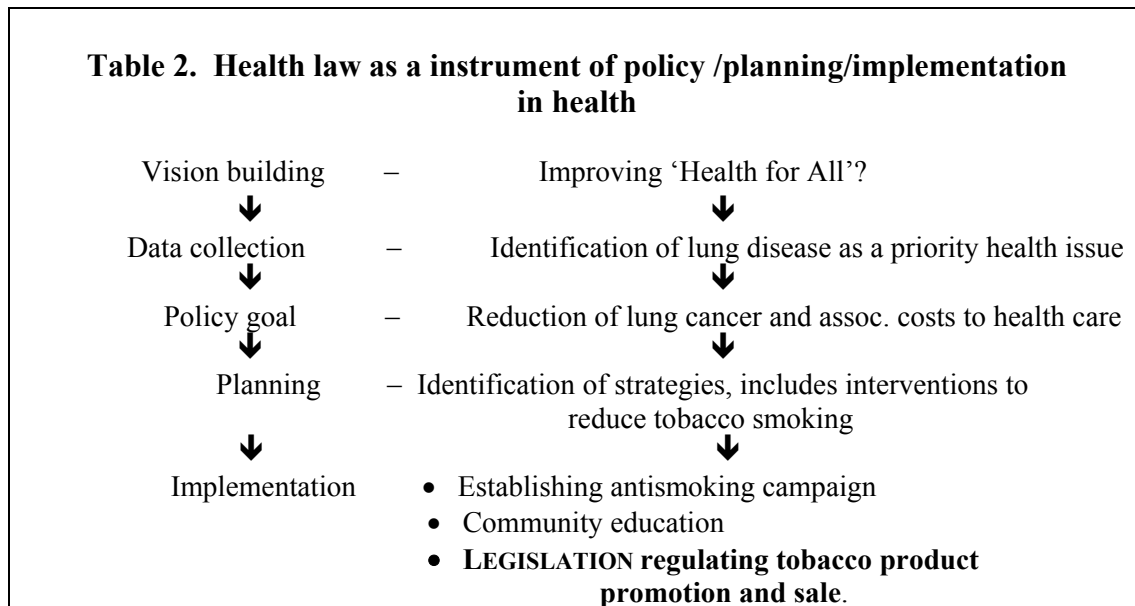 Table 2. Health law as a instrument of policy /planning/implementation
in health
Vision building – Improving ‘Health for All’?
🡻 🡻
Data collection – Identification of lung disease as a priority health issue
🡻 🡻
Policy goal – Reduction of lung cancer and assoc. costs to health care
🡻 🡻
Planning – Identification of strategies, includes interventions to
reduce tobacco smoking
🡻 🡻
Implementation • Establishing antismoking campaign
• Community education
• LEGISLATION regulating tobacco product
promotion and sale.